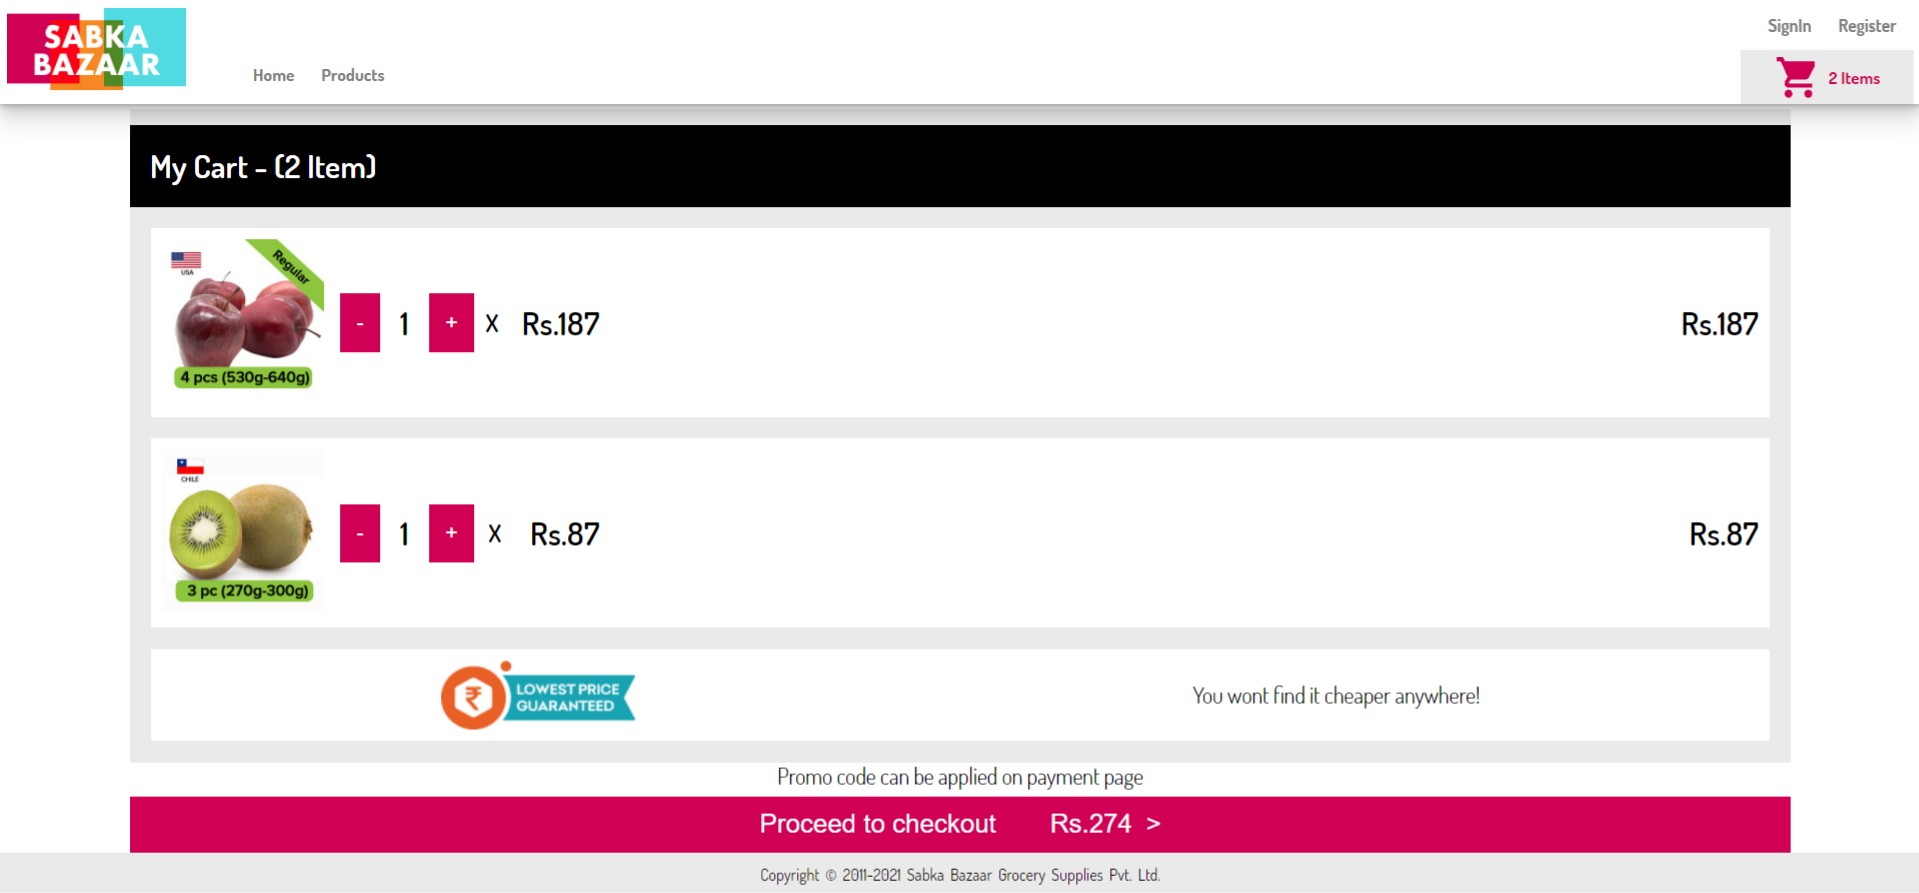 SABKA
BAZAAR
Home
Products
SignIn
Register
2 Items
My Cart - (2 Item)
USA
Regular
4 pcs (530g-640g)
- 1 + X Rs.187
Rs.187
CHILE
3 pc (270g-300g)
- 1 + X Rs.87
Rs.87
₹
LOWEST PRICE
GUARANTEED
You wont find it cheaper anywhere!
Promo code can be applied on payment page
Proceed to checkout Rs.274 >
Copyright © 2011-2021 Sabka Bazaar Grocery Supplies Pvt. Ltd.